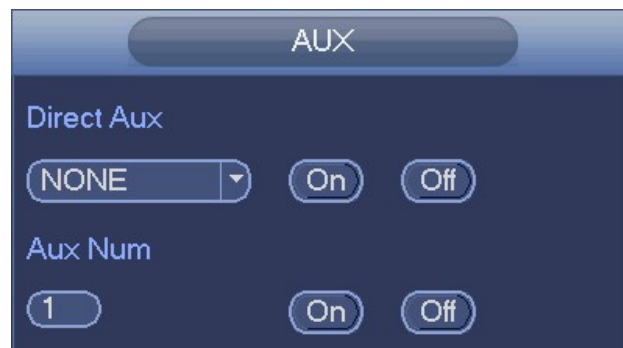 AUX
Direct Aux
NONE On Off
Aux Num
1 On Off